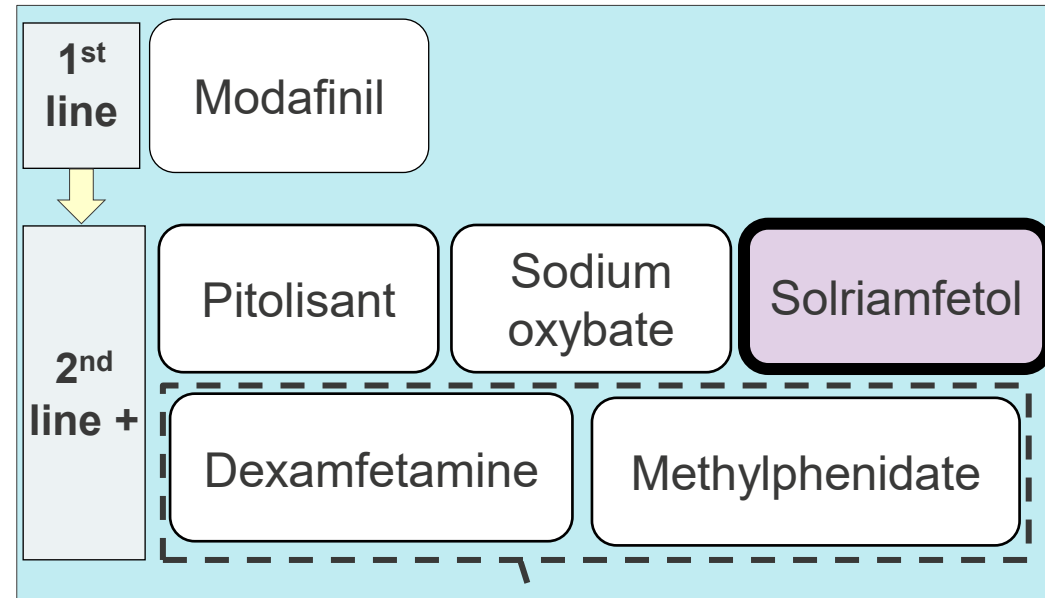 1st
line
Modafinil
2nd
line +
Pitolisant
Sodium
oxybate
Solriamfetol
Dexamfetamine
Methylphenidate